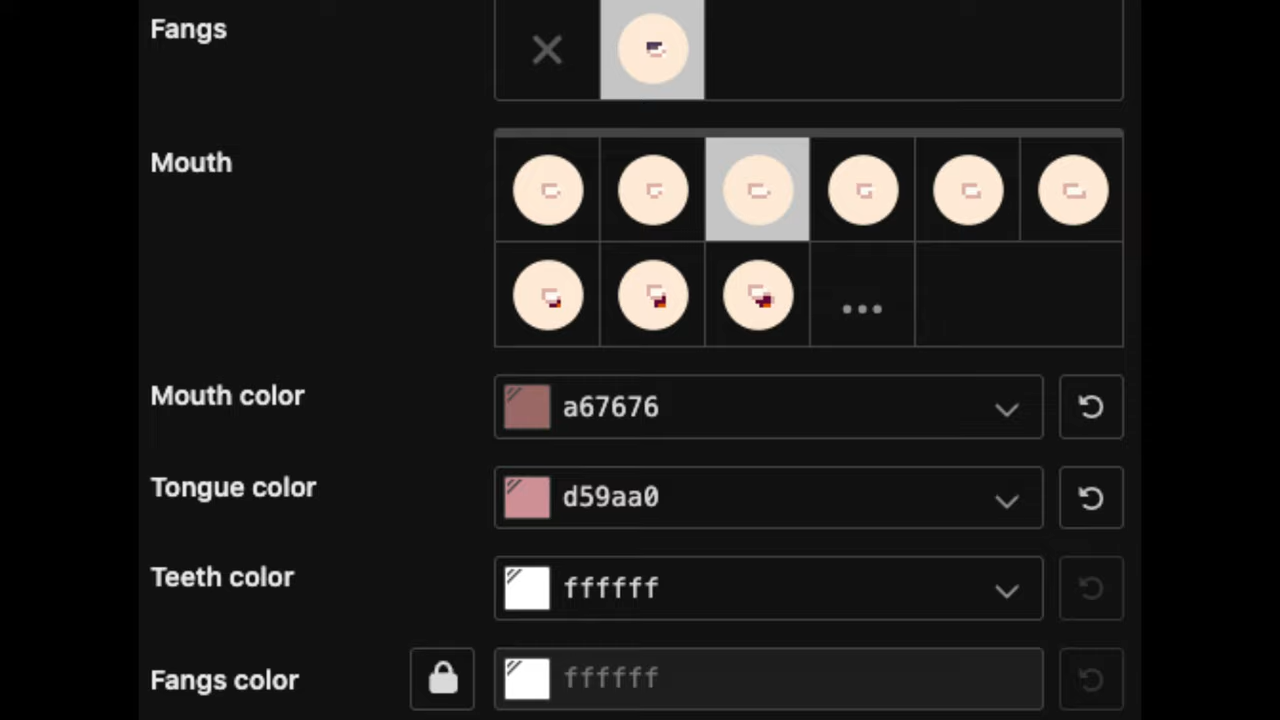 Fangs
Mouth
Mouth color
a67676
Tongue color
d59aa0
Teeth color
ffffff
Fangs color
ffffff